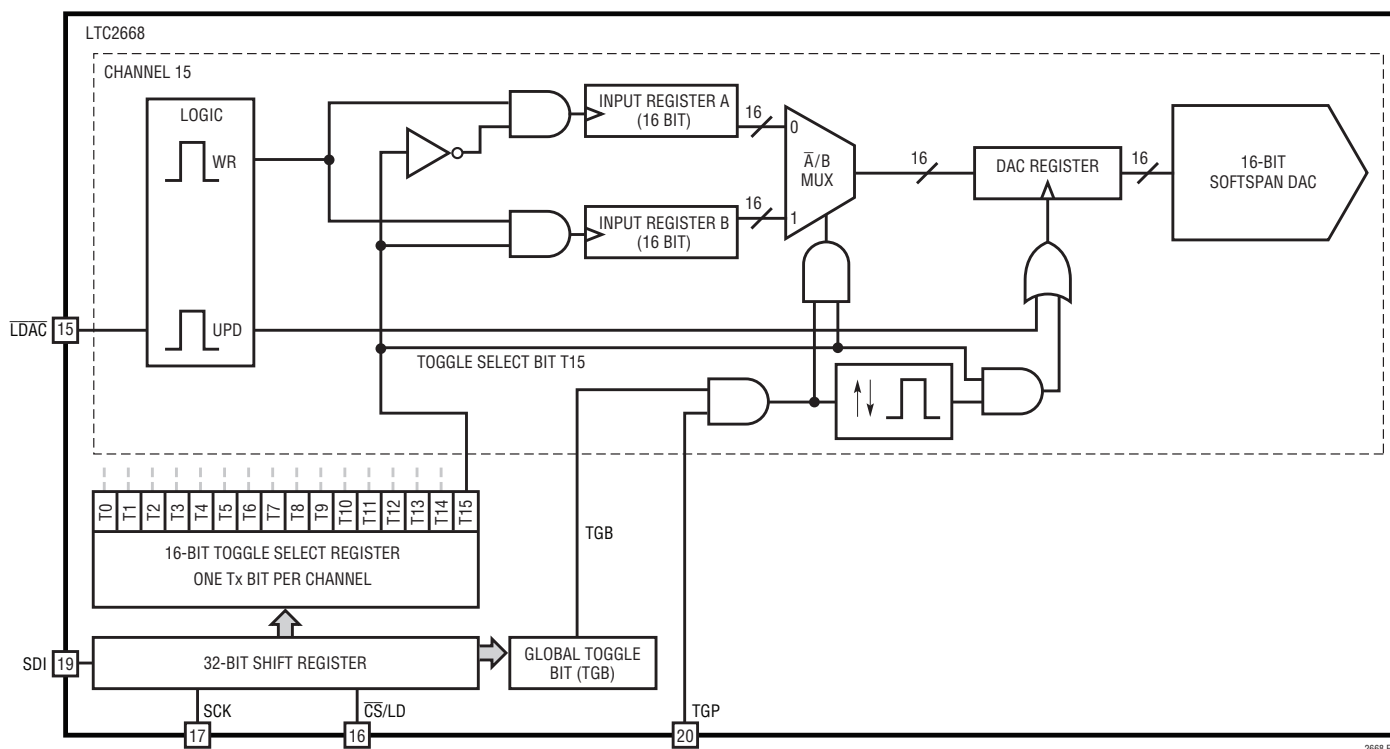 LTC2668
CHANNEL 15
LOGIC
WR
UPD
INPUT REGISTER A
(16 BIT)
16
0
A̅/B
MUX
INPUT REGISTER B
(16 BIT)
16
1
16
DAC REGISTER
16
16-BIT
SOFTSPAN DAC
L̅D̅A̅C̅ 15
TOGGLE SELECT BIT T15
T0 T1 T2 T3 T4 T5 T6 T7 T8 T9 T10 T11 T12 T13 T14 T15
16-BIT TOGGLE SELECT REGISTER
ONE Tx BIT PER CHANNEL
TGB
SDI 19
32-BIT SHIFT REGISTER
GLOBAL TOGGLE
BIT (TGB)
SCK
C̅S̅/LD
TGP
17
16
20